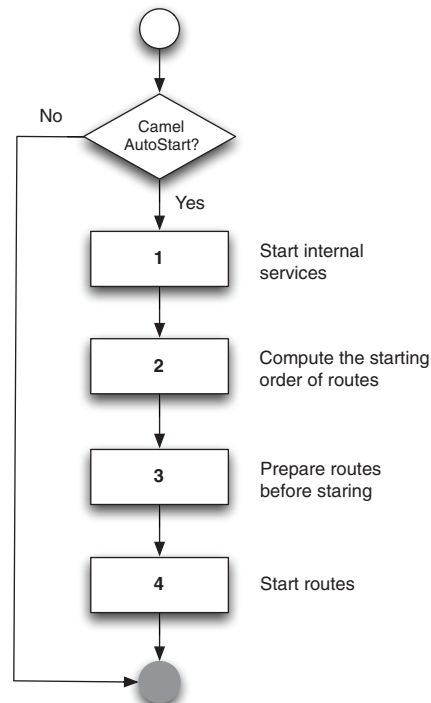 No
Camel
AutoStart?
Yes
1
Start internal
services
2
Compute the starting
order of routes
3
Prepare routes
before staring
4
Start routes